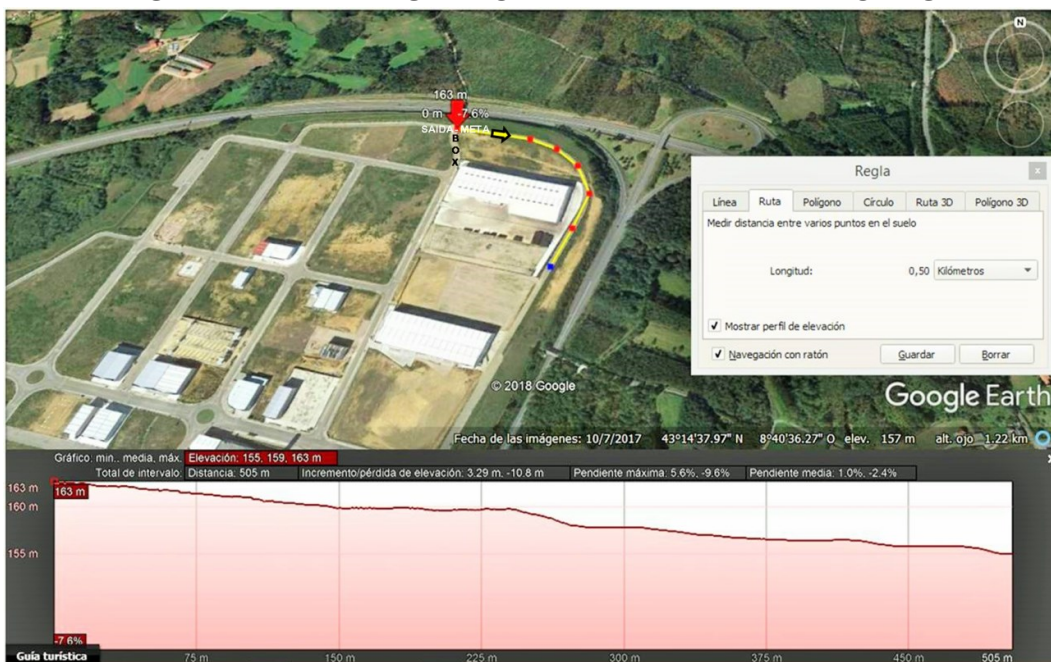 N
163 m
0 m -7,6%
SAIDA META
BOX
Regla
x
Línea Ruta Polígono Círculo Ruta 3D Polígono 3D
Medir distancia entre varios puntos en el suelo
Longitud: 0,50 Kilómetros
Mostrar perfil de elevación
Navegación con ratón Guardar Borrar
© 2018 Google
Google Earth
Fecha de las imágenes: 10/7/2017 43°14'37.97" N 8°40'36.27" O elev. 157 m alt. ojo 1.22 km
Gráfico: mín., media, máx. Elevación: 155, 159, 163 m
Total de intervalo: Distancia: 505 m Incremento/pérdida de elevación: 3.29 m, -10.8 m Pendiente máxima: 5.6%, -9.6% Pendiente media: 1.0%, -2.4%
163 m 163 m
160 m
155 m
-7.6%
Guía turística 75 m 150 m 225 m 300 m 375 m 450 m 505 m